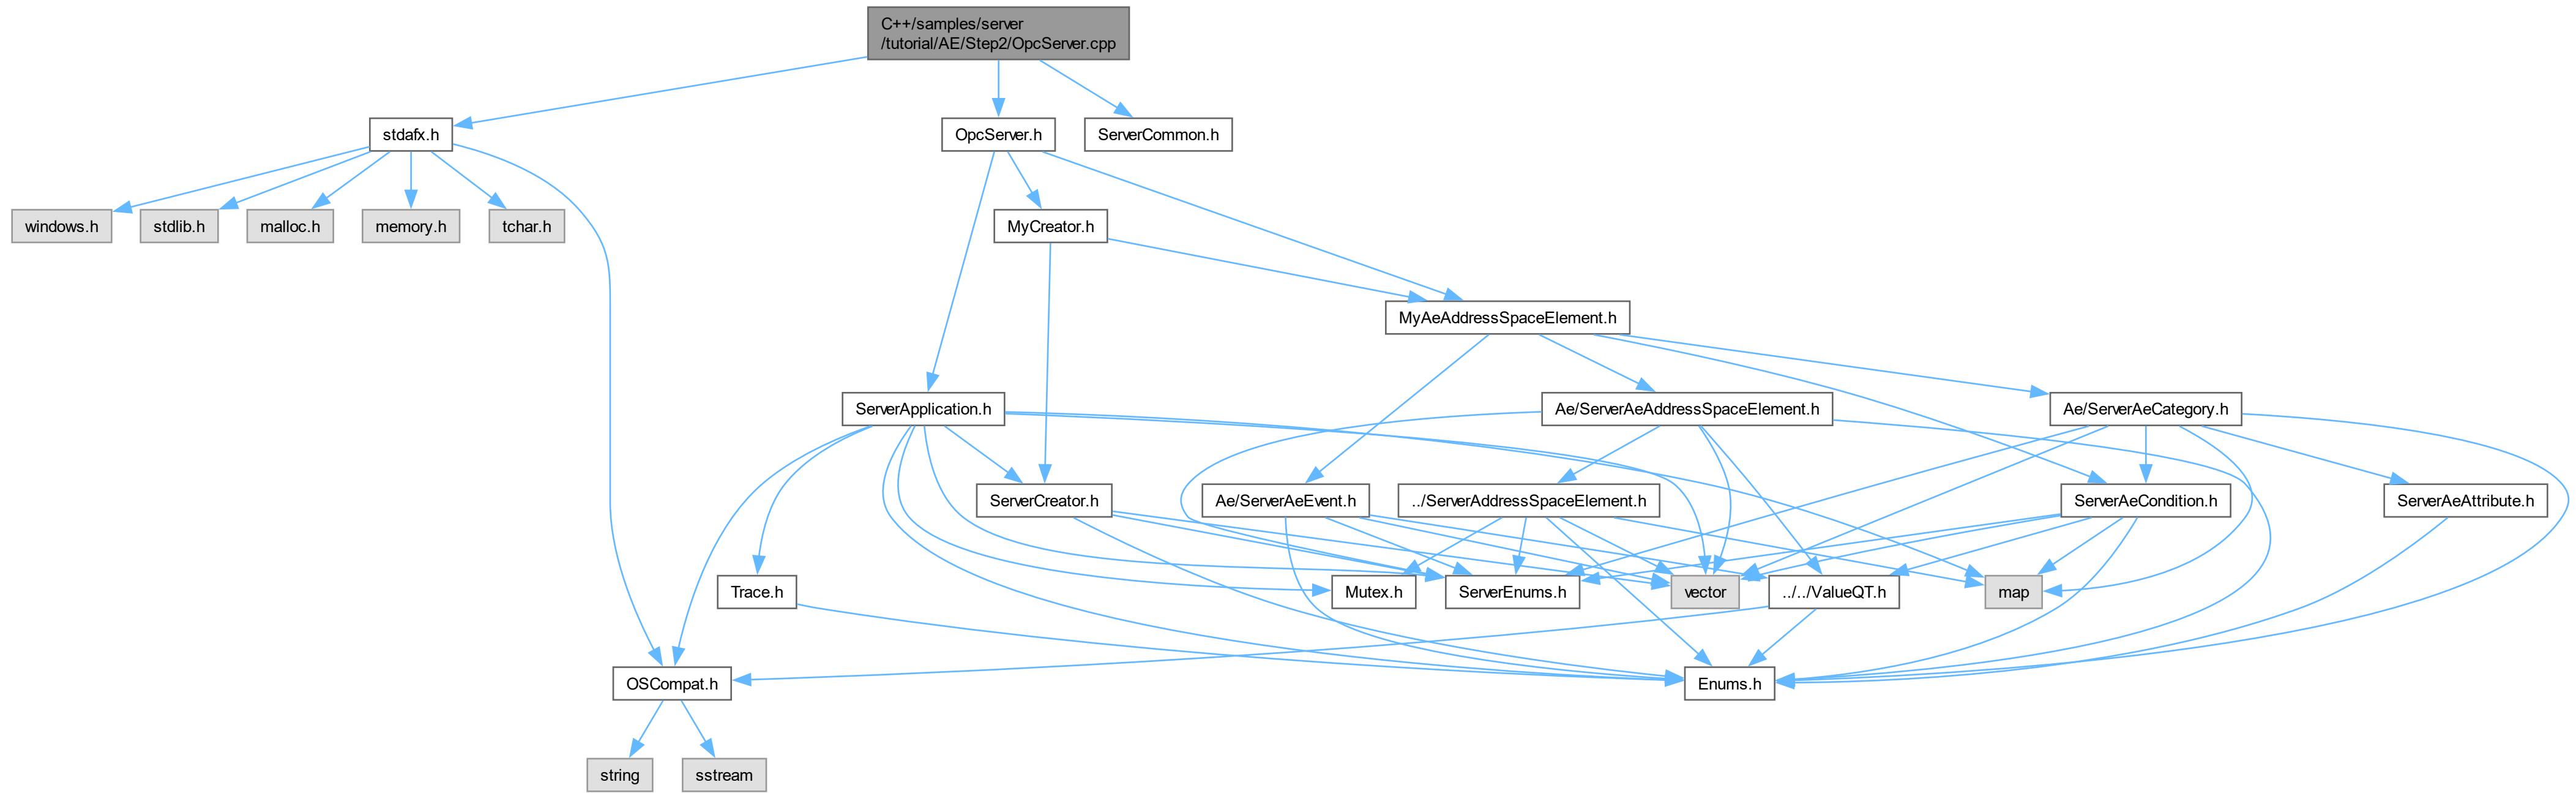 C++/samples/server
/tutorial/AE/Step2/OpcServer.cpp
stdafx.h
OpcServer.h
ServerCommon.h
windows.h
stdlib.h
malloc.h
memory.h
tchar.h
MyCreator.h
MyAeAddressSpaceElement.h
ServerApplication.h
Ae/ServerAeAddressSpaceElement.h
Ae/ServerAeCategory.h
ServerCreator.h
Ae/ServerAeEvent.h
../ServerAddressSpaceElement.h
ServerAeCondition.h
ServerAeAttribute.h
Trace.h
Mutex.h
ServerEnums.h
vector
../../ValueQT.h
map
OSCompat.h
Enums.h
string
sstream